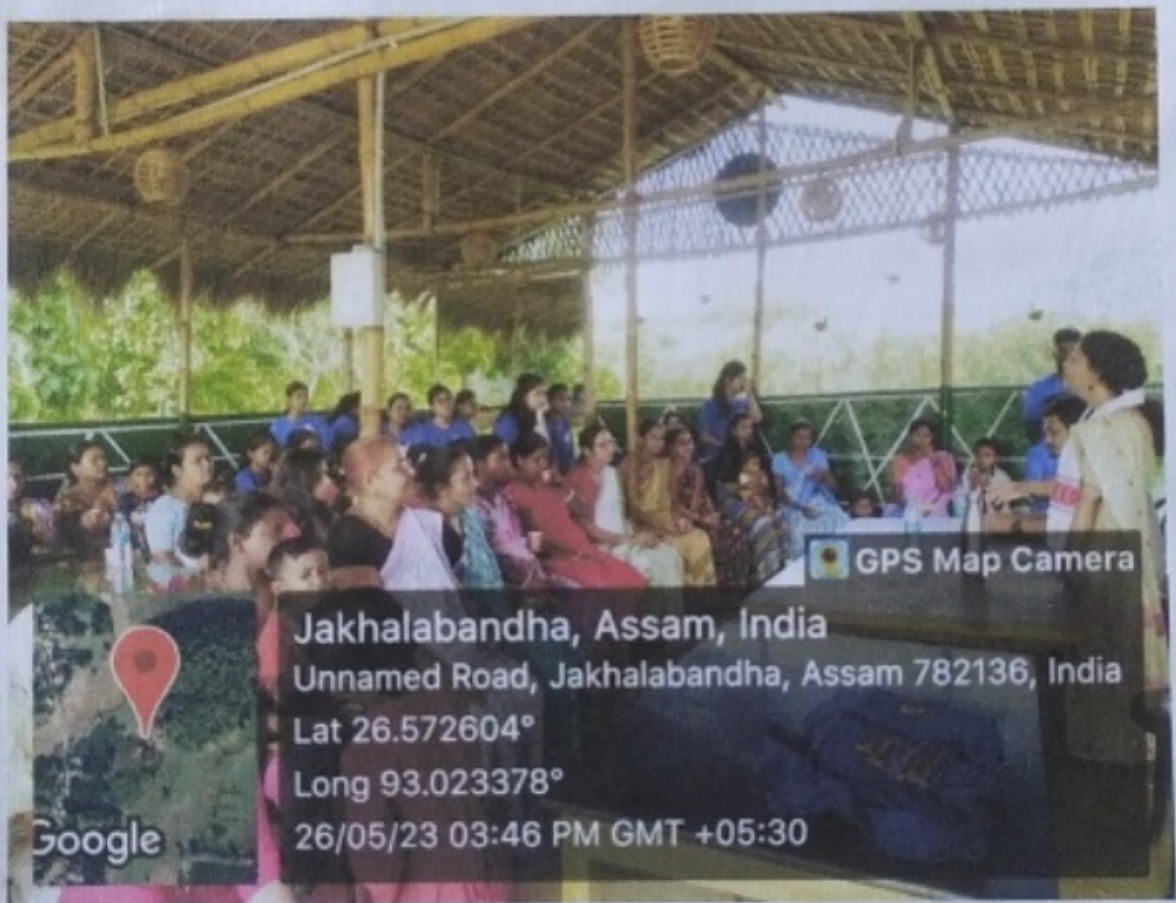 GPS Map Camera
Jakhalabandha, Assam, India
Unnamed Road, Jakhalabandha, Assam 782136, India
Lat 26.572604°
Long 93.023378°
26/05/23 03:46 PM GMT +05:30
Google